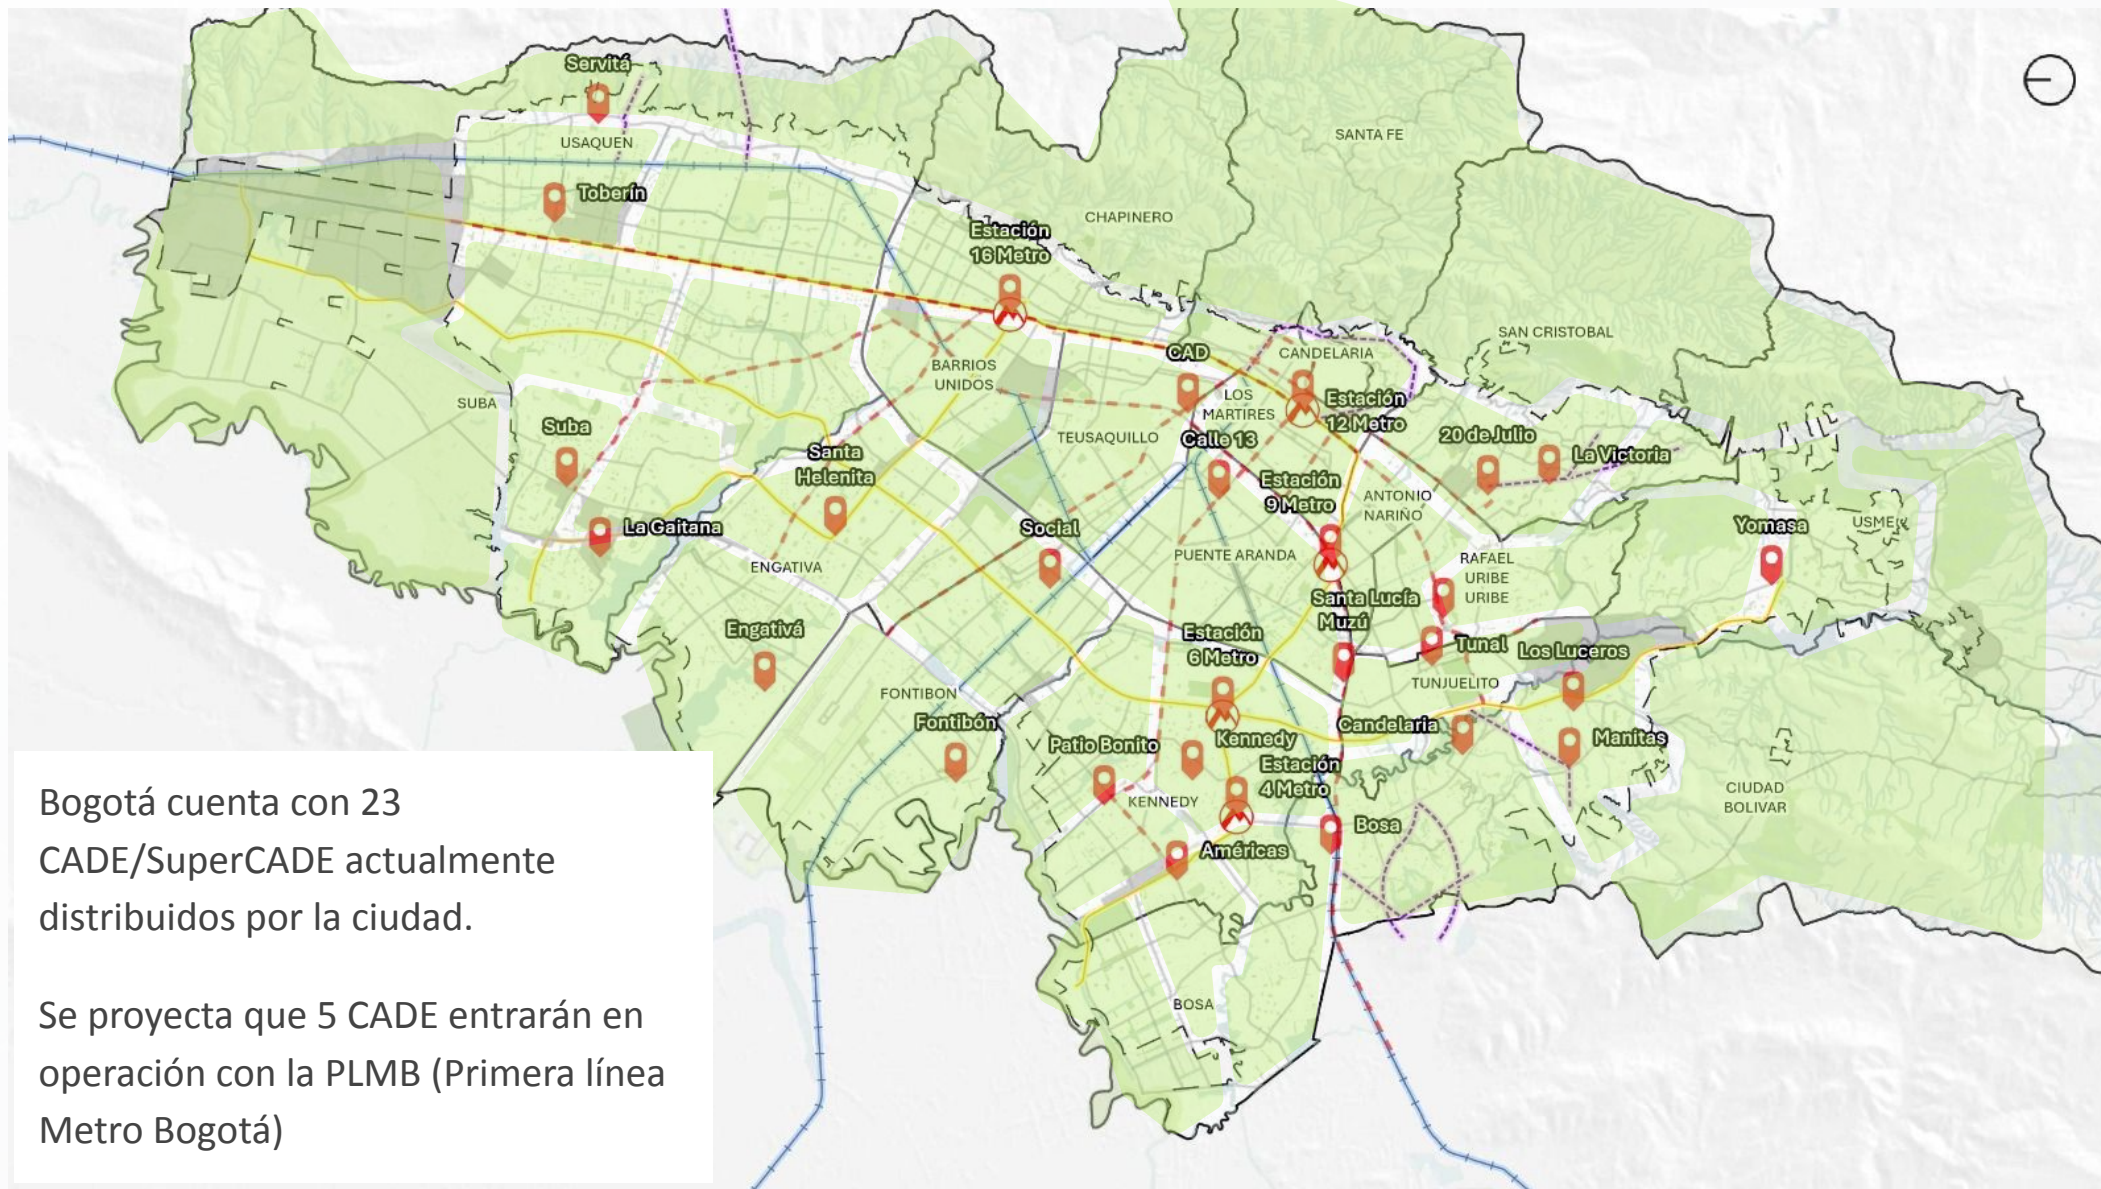 Servitá
USAQUEN
Toberín
SANTA FE
CHAPINERO
Estación
16 Metro
SAN CRISTOBAL
CAD
CANDELARIA
BARRIOS
UNIDOS
SUBA
LOS
MARTIRES
Estación
12 Metro
Suba
TEUSAQUILLO
Calle 13
20 de Julio
La Victoria
Santa
Helenita
Estación
9 Metro
ANTONIO
NARIÑO
La Gaitana
Social
Yomasa
USME
ENGATIVA
PUENTE ARANDA
RAFAEL
URIBE
URIBE
Santa Lucía
Muzú
Engativá
Estación
6 Metro
Tunal
Los Luceros
TUNJUELITO
FONTIBON
Fontibón
Candelaria
Patio Bonito
Kennedy
Manitas
Estación
4 Metro
KENNEDY
CIUDAD
BOLIVAR
Bosa
Américas
BOSA
Bogotá cuenta con 23
CADE/SuperCADE actualmente
distribuidos por la ciudad.
Se proyecta que 5 CADE entrarán en
operación con la PLMB (Primera línea
Metro Bogotá)